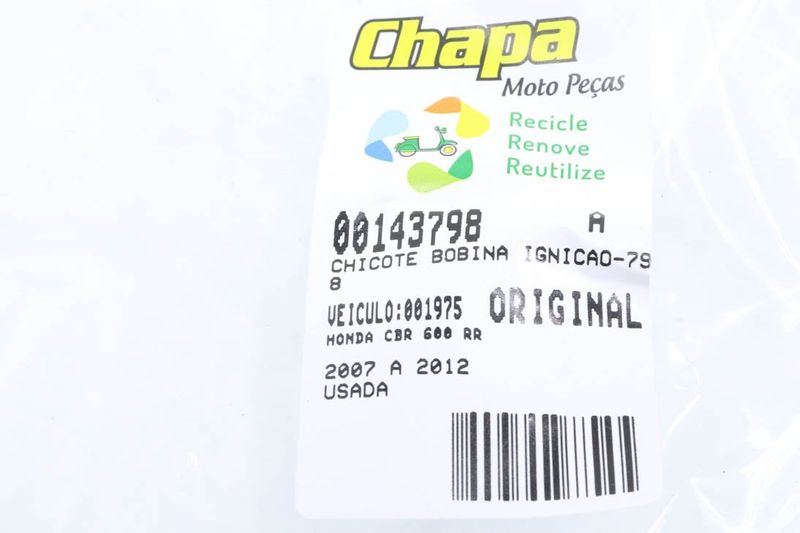 Chapa
Moto Peças
Recicle
Renove
Reutilize
00143798 A
CHICOTE BOBINA IGNICAO-79
8
VEICULO:001975 ORIGINAL
HONDA CBR 600 RR
2007 A 2012
USADA